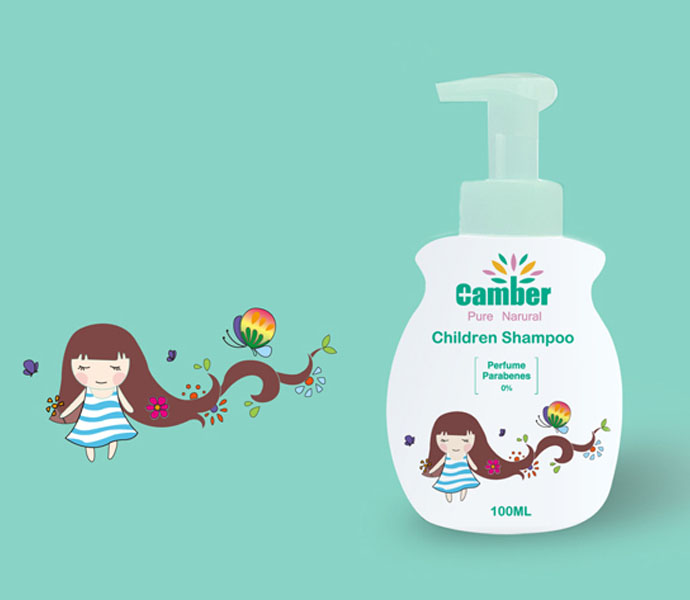 Camber
Pure Narural
Children Shampoo
Perfume
Parabenes
0%
100ML